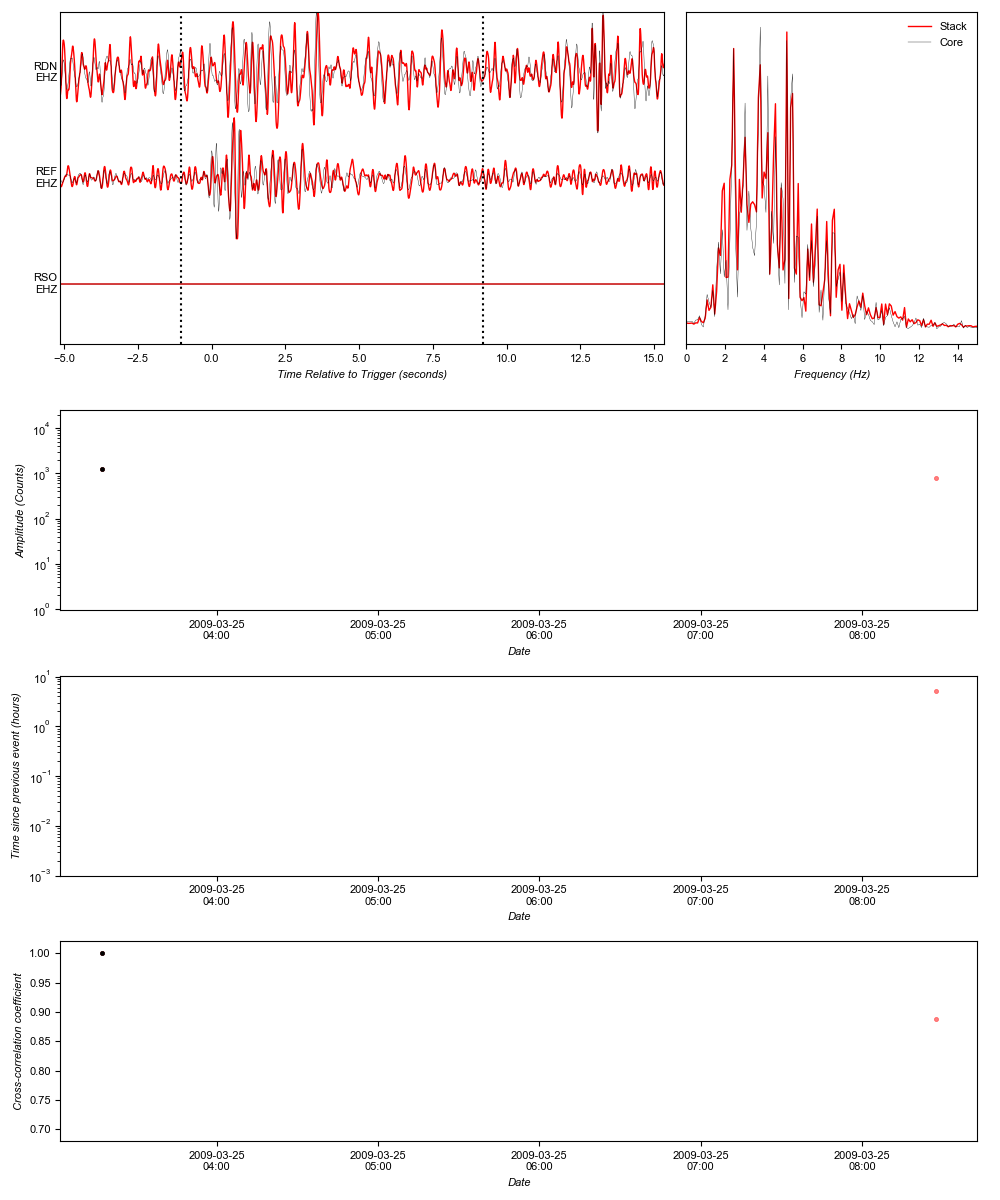 RDN
EHZ
REF
EHZ
RSO
EHZ
−5.0 −2.5 0.0 2.5 5.0 7.5 10.0 12.5 15.0
Time Relative to Trigger (seconds)
Stack
Core
0 2 4 6 8 10 12 14
Frequency (Hz)
10^4
10^3
10^2
10^1
10^0
Amplitude (Counts)
2009-03-25 2009-03-25 2009-03-25 2009-03-25 2009-03-25
04:00 05:00 06:00 07:00 08:00
Date
10^1
10^0
10^−1
10^−2
10^−3
Time since previous event (hours)
2009-03-25 2009-03-25 2009-03-25 2009-03-25 2009-03-25
04:00 05:00 06:00 07:00 08:00
Date
1.00
0.95
0.90
0.85
0.80
0.75
0.70
Cross-correlation coefficient
2009-03-25 2009-03-25 2009-03-25 2009-03-25 2009-03-25
04:00 05:00 06:00 07:00 08:00
Date